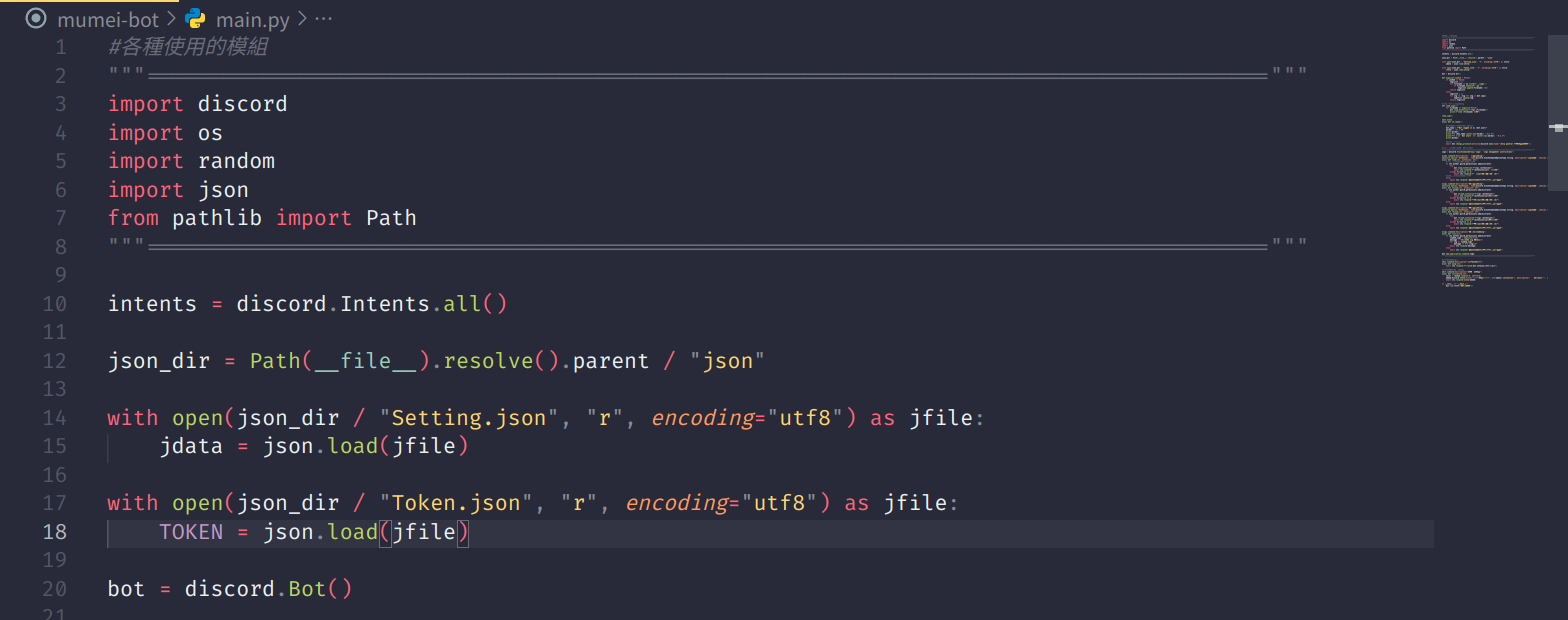 mumei-bot > main.py > ...
1 #各種使用的模組
2 """══════════════════════════════════════════════════"""
3 import discord
4 import os
5 import random
6 import json
7 from pathlib import Path
8 """══════════════════════════════════════════════════"""
9
10 intents = discord.Intents.all()
11
12 json_dir = Path(__file__).resolve().parent / "json"
13
14 with open(json_dir / "Setting.json", "r", encoding="utf8") as jfile:
15     jdata = json.load(jfile)
16
17 with open(json_dir / "Token.json", "r", encoding="utf8") as jfile:
18     TOKEN = json.load(jfile)
19
20 bot = discord.Bot()
21